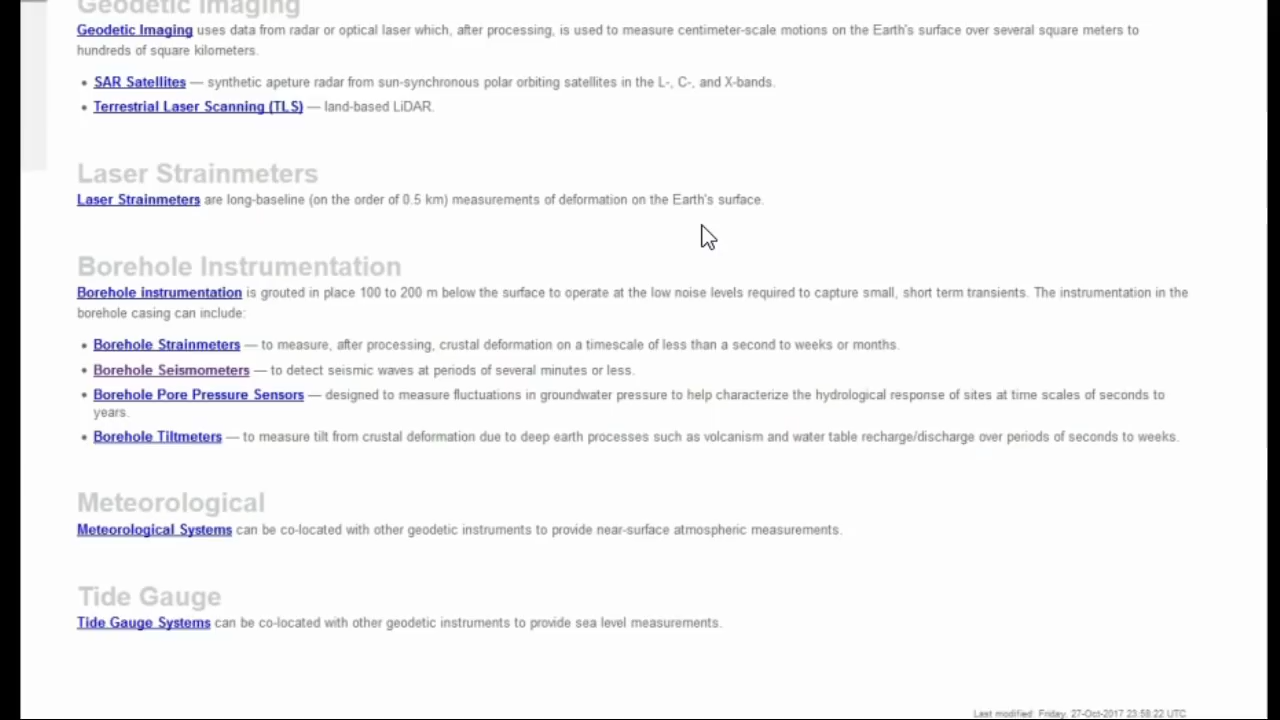 Geodetic Imaging
Geodetic Imaging uses data from radar or optical laser which, after processing, is used to measure centimeter-scale motions on the Earth's surface over several square meters to
hundreds of square kilometers.
• SAR Satellites — synthetic apeture radar from sun-synchronous polar orbiting satellites in the L-, C-, and X-bands.
• Terrestrial Laser Scanning (TLS) — land-based LiDAR.
Laser Strainmeters
Laser Strainmeters are long-baseline (on the order of 0.5 km) measurements of deformation on the Earth's surface.
Borehole Instrumentation
Borehole instrumentation is grouted in place 100 to 200 m below the surface to operate at the low noise levels required to capture small, short term transients. The instrumentation in the
borehole casing can include:
• Borehole Strainmeters — to measure, after processing, crustal deformation on a timescale of less than a second to weeks or months.
• Borehole Seismometers — to detect seismic waves at periods of several minutes or less.
• Borehole Pore Pressure Sensors — designed to measure fluctuations in groundwater pressure to help characterize the hydrological response of sites at time scales of seconds to
years.
• Borehole Tiltmeters — to measure tilt from crustal deformation due to deep earth processes such as volcanism and water table recharge/discharge over periods of seconds to weeks.
Meteorological
Meteorological Systems can be co-located with other geodetic instruments to provide near-surface atmospheric measurements.
Tide Gauge
Tide Gauge Systems can be co-located with other geodetic instruments to provide sea level measurements.
Last modified: Friday, 27-Oct-2017 23:58:22 UTC